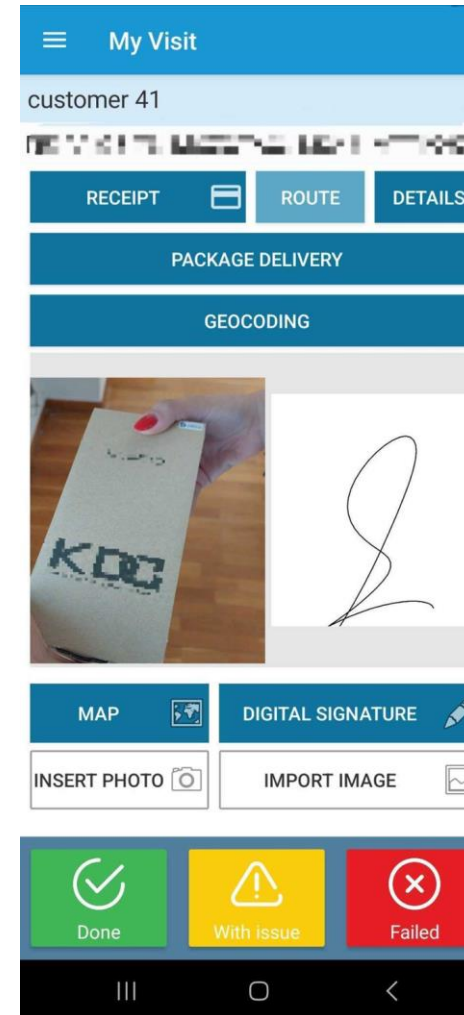 My Visit
customer 41
RECEIPT
ROUTE
DETAILS
PACKAGE DELIVERY
GEOCODING
KDC
MAP
DIGITAL SIGNATURE
INSERT PHOTO
IMPORT IMAGE
Done
With issue
Failed